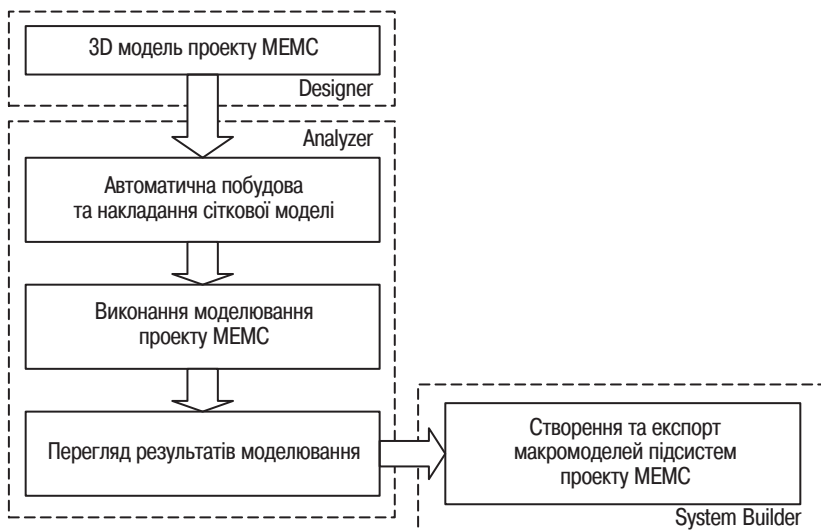 3D модель проекту МЕМС
Designer
Analyzer
Автоматична побудова
та накладання сіткової моделі
Виконання моделювання
проекту МЕМС
Перегляд результатів моделювання
Створення та експорт
макромоделей підсистем
проекту МЕМС
System Builder